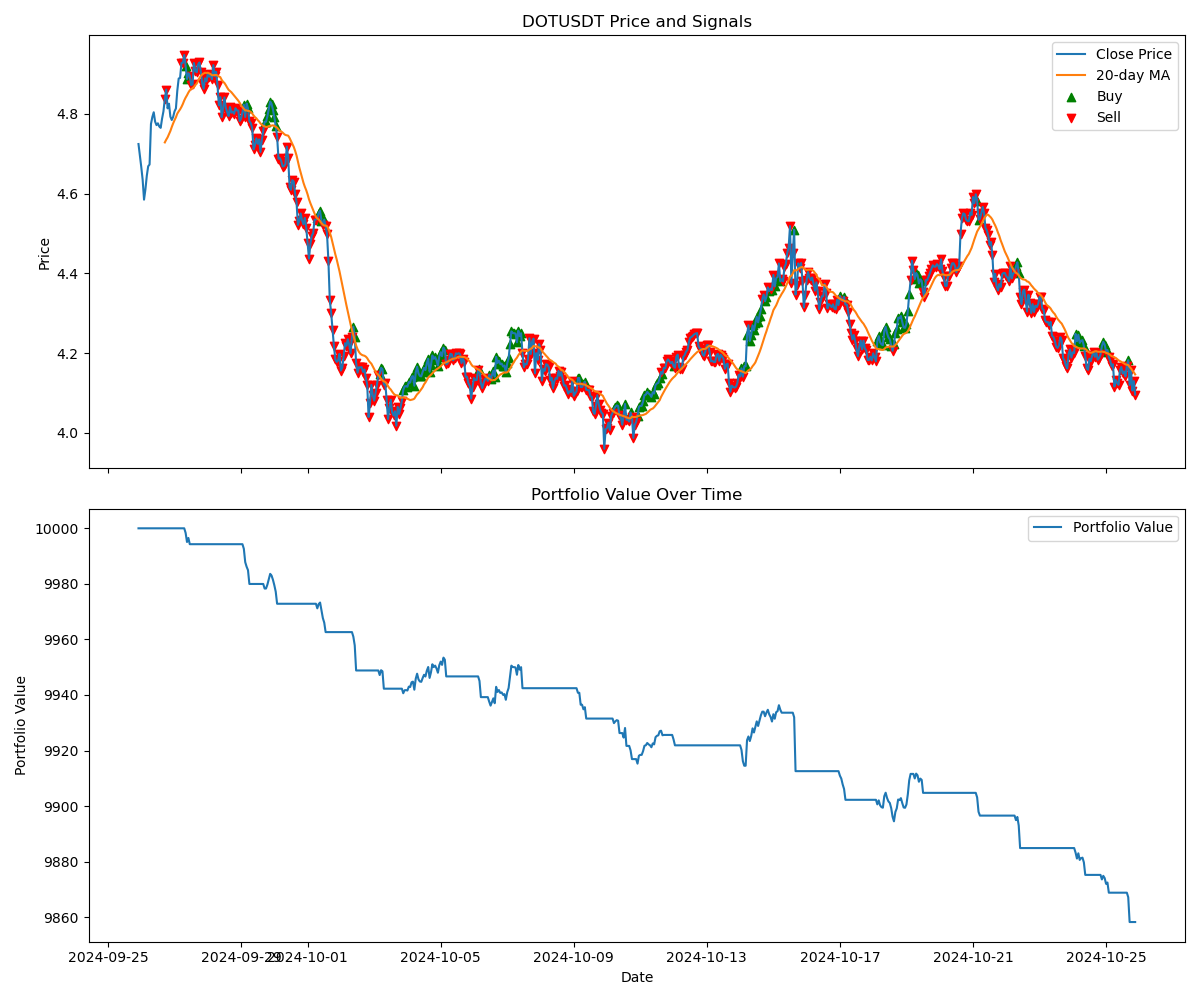 DOTUSDT Price and Signals
Close Price
20-day MA
Buy
Sell
4.8
4.6
4.4
4.2
4.0
Price
Portfolio Value Over Time
Portfolio Value
10000
9980
9960
9940
9920
9900
9880
9860
Portfolio Value
2024-09-25 2024-09-29 2024-10-01 2024-10-05 2024-10-09 2024-10-13 2024-10-17 2024-10-21 2024-10-25
Date